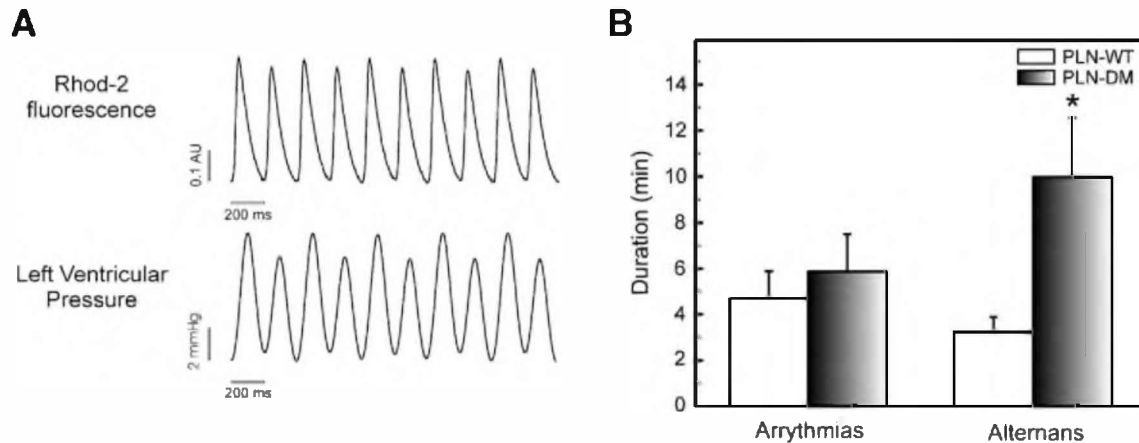 A
Rhod-2
fluorescence
0.1 AU
200 ms
Left Ventricular
Pressure
2 mmHg
200 ms
B
PLN-WT
PLN-DM
*
Duration (min)
14
12
10
8
6
4
2
0
Arrythmias
Alternans